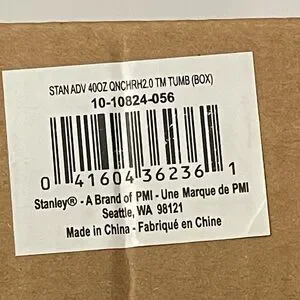 STAN ADV 40OZ QNCHRH2.0 TM TUMB (BOX)
10-10824-056
0 41604 36236 1
Stanley® - A Brand of PMI - Une Marque de PMI
Seattle, WA 98121
Made in China - Fabriqué en Chine